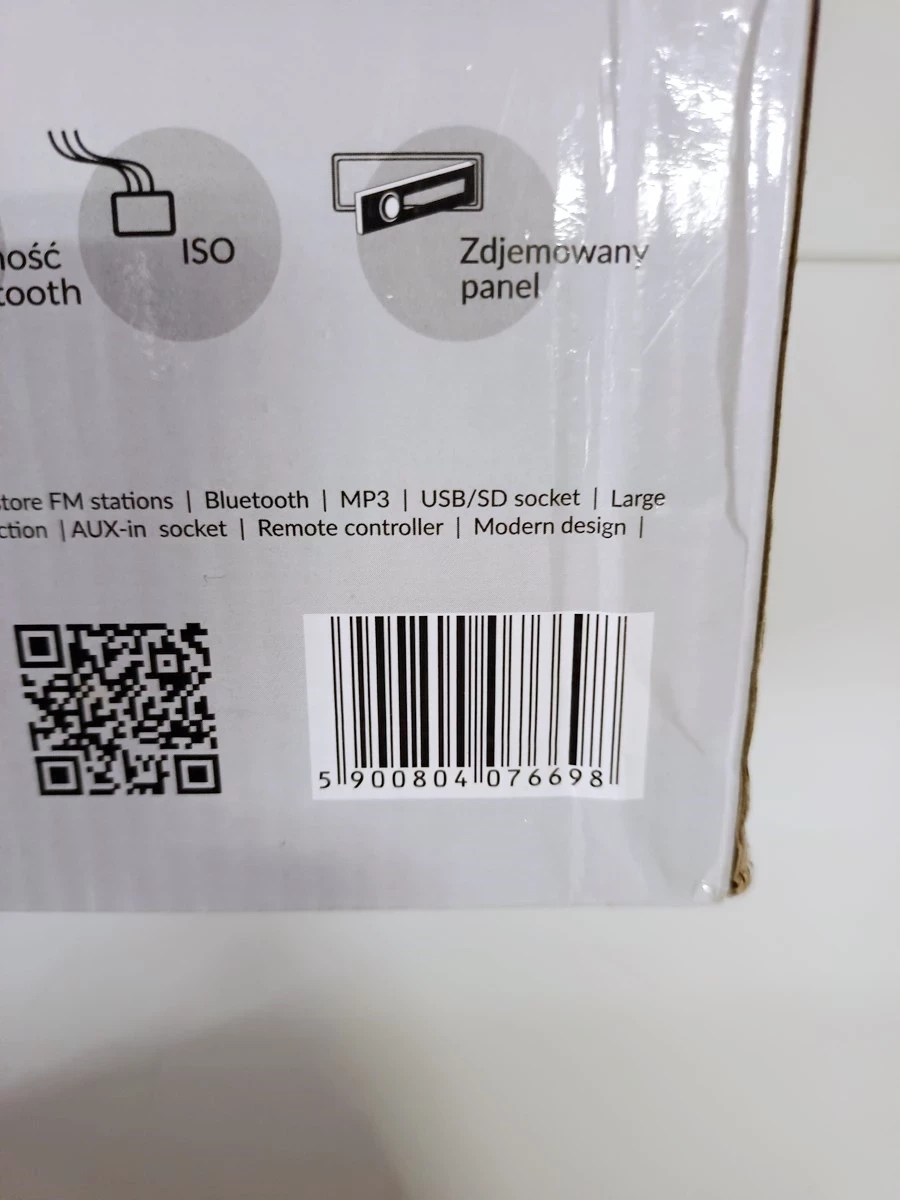 ISO
ność
tooth
Zdjemowany
panel
store FM stations | Bluetooth | MP3 | USB/SD socket | Large
ction | AUX-in socket | Remote controller | Modern design |
5 900804 076698